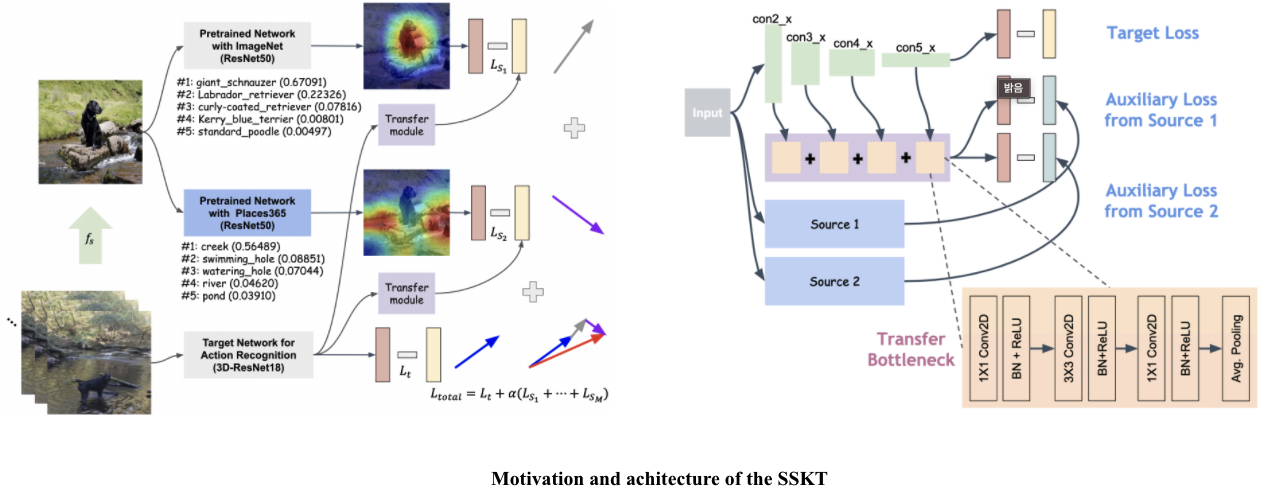 Pretrained Network
with ImageNet
(ResNet50)
#1: giant_schnauzer (0.67091)
#2: Labrador_retriever (0.22326)
#3: curly-coated_retriever (0.07816)
#4: Kerry_blue_terrier (0.00801)
#5: standard_poodle (0.00497)
L_{S_1}
Transfer
module
f_s
Pretrained Network
with Places365
(ResNet50)
#1: creek (0.56489)
#2: swimming_hole (0.08851)
#3: watering_hole (0.07044)
#4: river (0.04620)
#5: pond (0.03910)
L_{S_2}
Transfer
module
...
Target Network for
Action Recognition
(3D-ResNet18)
L_t
L_{total} = L_t + α(L_{S_1} + ⋯ + L_{S_M})
con2_x
con3_x
con4_x
con5_x
Target Loss
Input
밝음
Auxiliary Loss
from Source 1
+ + +
Auxiliary Loss
from Source 2
Source 1
Source 2
Transfer
Bottleneck
1X1 Conv2D
BN + ReLU
3X3 Conv2D
BN+ReLU
1X1 Conv2D
BN+ReLU
Avg. Pooling
Motivation and achitecture of the SSKT